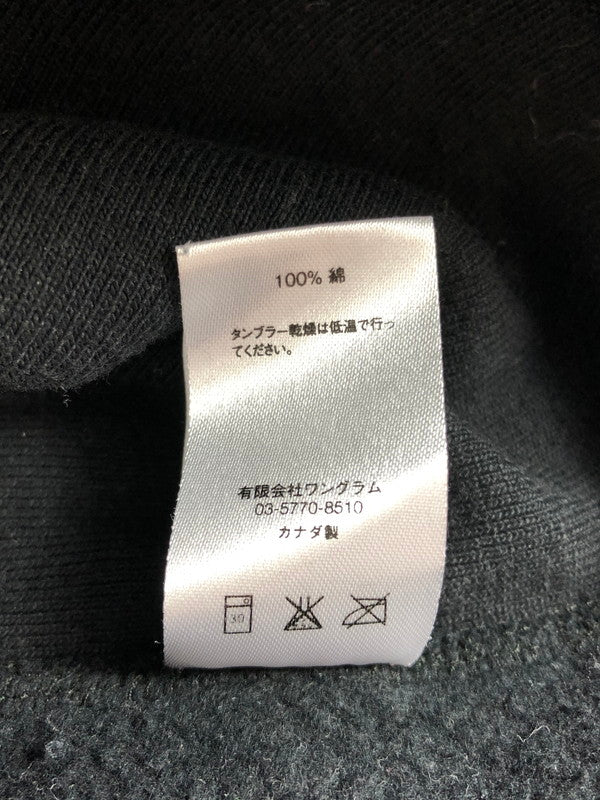 100% 綿
タンブラー乾燥は低温で行っ
てください。
有限会社ワングラム
03-5770-8510
カナダ製
30